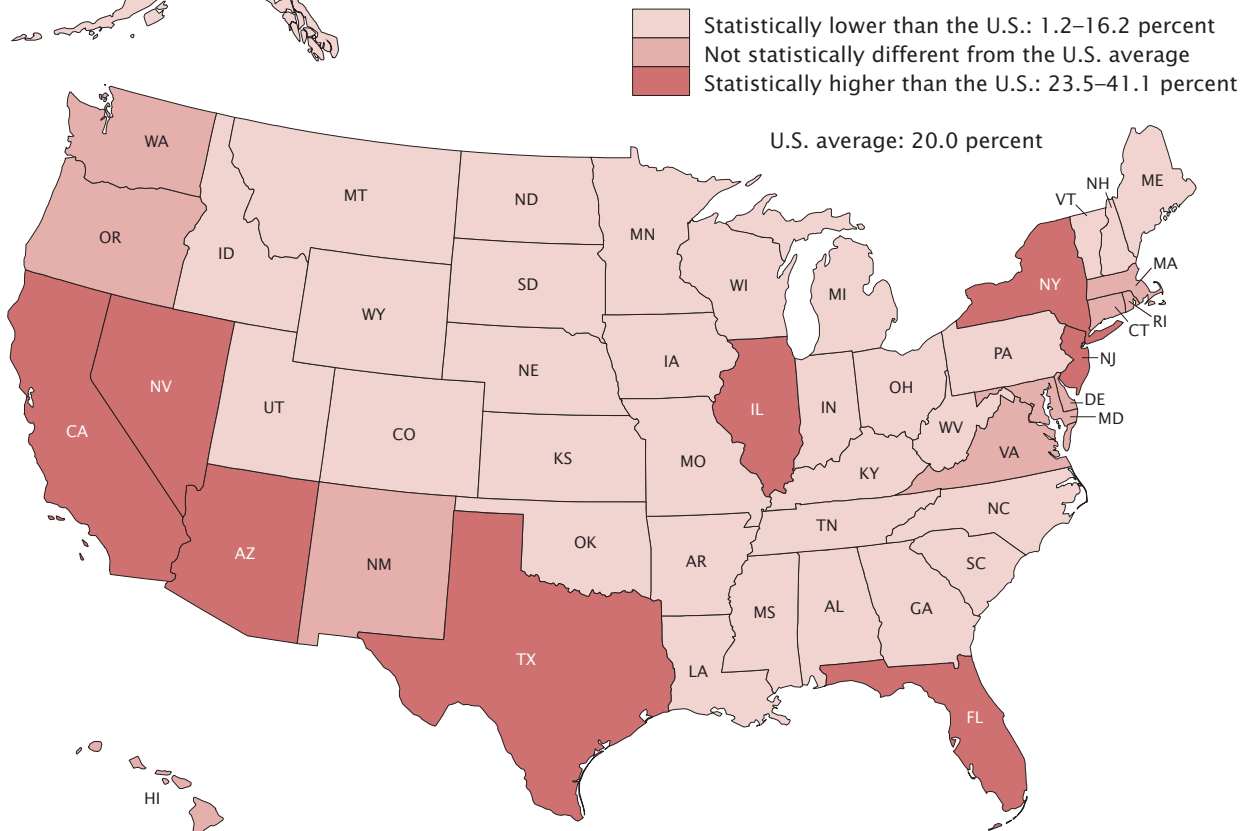 Statistically lower than the U.S.: 1.2–16.2 percent
Not statistically different from the U.S. average
Statistically higher than the U.S.: 23.5–41.1 percent
U.S. average: 20.0 percent
WA
MT
ND
MN
OR
ID
SD
WI
MI
WY
NH
ME
VT
MA
NY
CT
RI
IA
NE
PA
NJ
NV
UT
CO
IL
IN
OH
DE
MD
CA
KS
MO
WV
VA
KY
NC
TN
AZ
NM
OK
AR
SC
MS
AL
GA
TX
LA
FL
HI